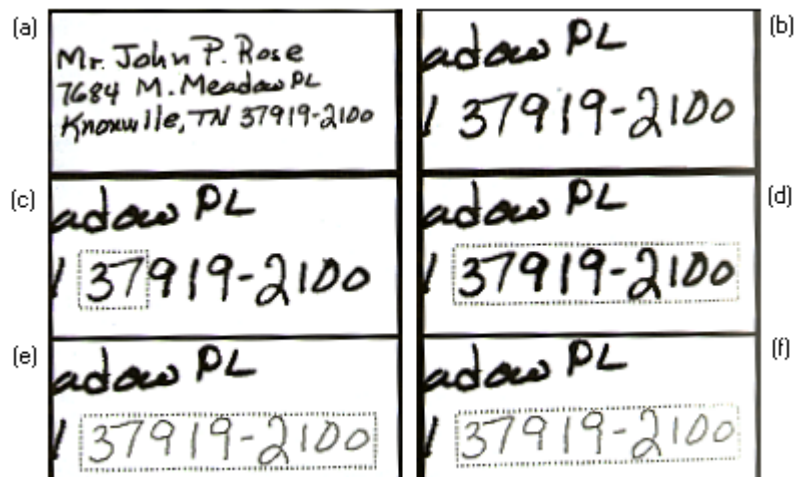 (a)
Mr. John P. Rose
7684 M. Meadow PL
Knoxville, TN 37919-2100
(b)
adow PL
37919-2100
(c)
adow PL
37919-2100
(d)
adow PL
37919-2100
(e)
adow PL
37919-2100
(f)
adow PL
37919-2100